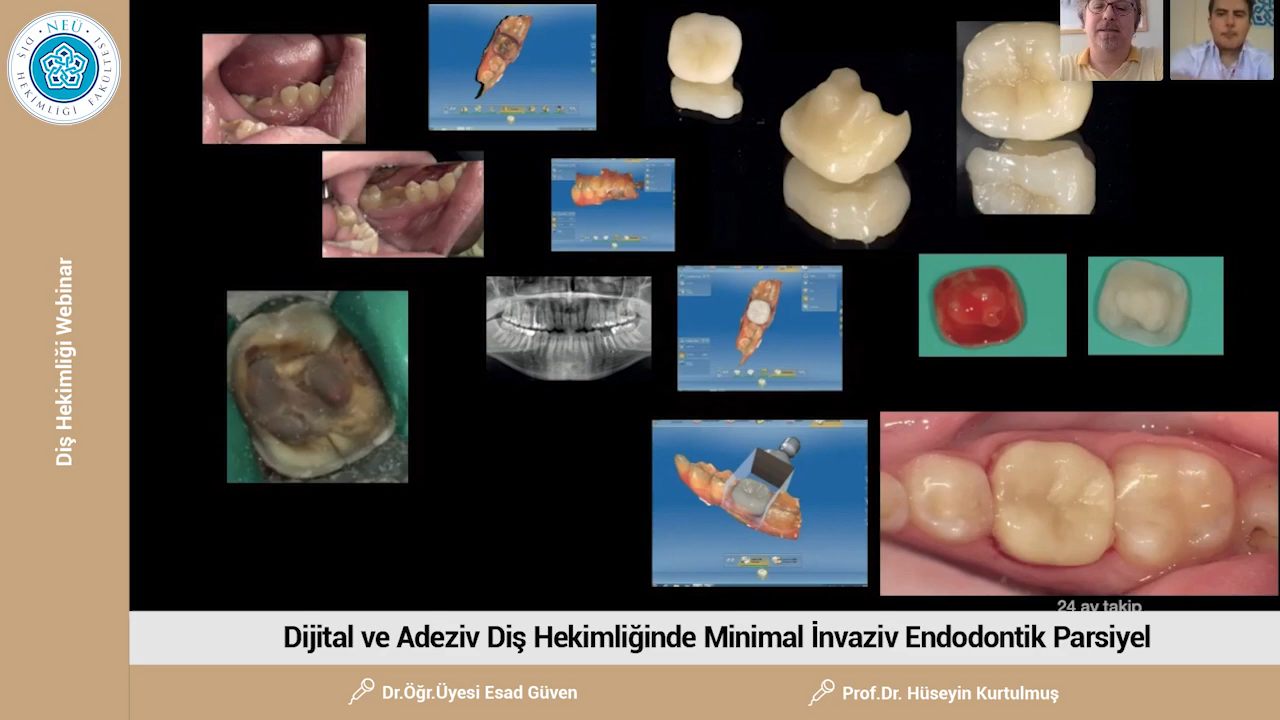 NEÜ
DİŞ HEKİMLİĞİ FAKÜLTESİ
Diş Hekimliği Webinar
24 ay takip
Dijital ve Adeziv Diş Hekimliğinde Minimal İnvaziv Endodontik Parsiyel
Dr.Öğr.Üyesi Esad Güven
Prof.Dr. Hüseyin Kurtulmuş